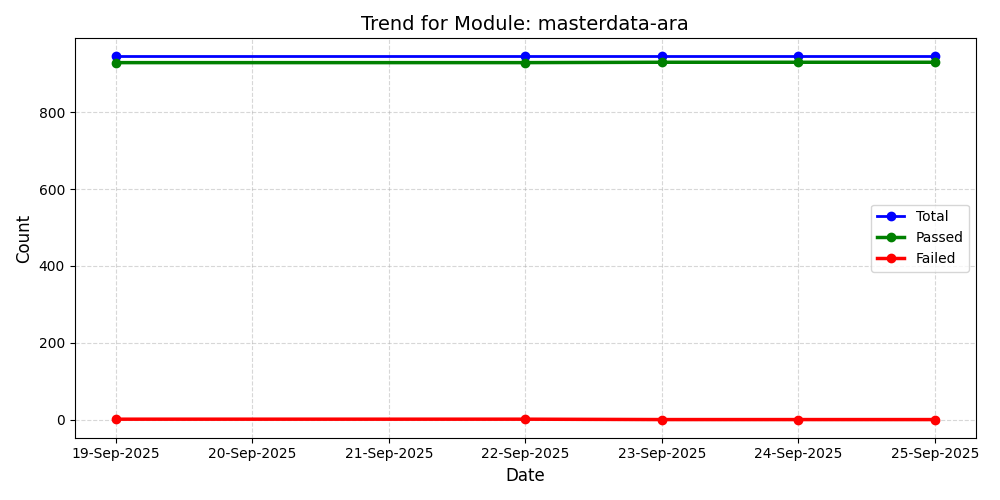 Trend for Module: masterdata-ara
Count
800
600
400
200
0
Total
Passed
Failed
19-Sep-2025 20-Sep-2025 21-Sep-2025 22-Sep-2025 23-Sep-2025 24-Sep-2025 25-Sep-2025
Date